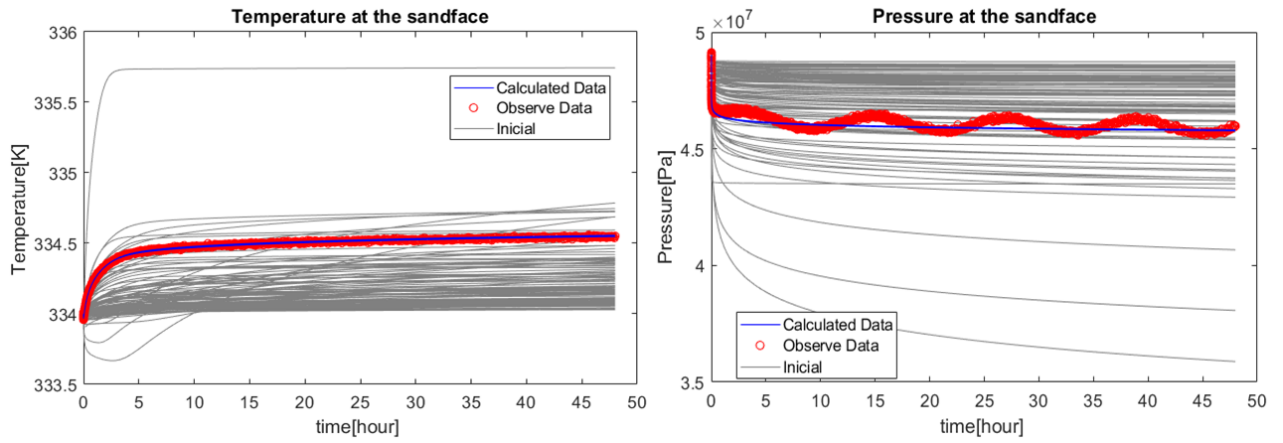 Temperature at the sandface
336
335.5
335
334.5
334
333.5
Temperature[K]
0 5 10 15 20 25 30 35 40 45 50
time[hour]
Calculated Data
Observe Data
Inicial
Pressure at the sandface
×10⁷
5
4.5
4
3.5
Pressure[Pa]
0 5 10 15 20 25 30 35 40 45 50
time[hour]
Calculated Data
Observe Data
Inicial